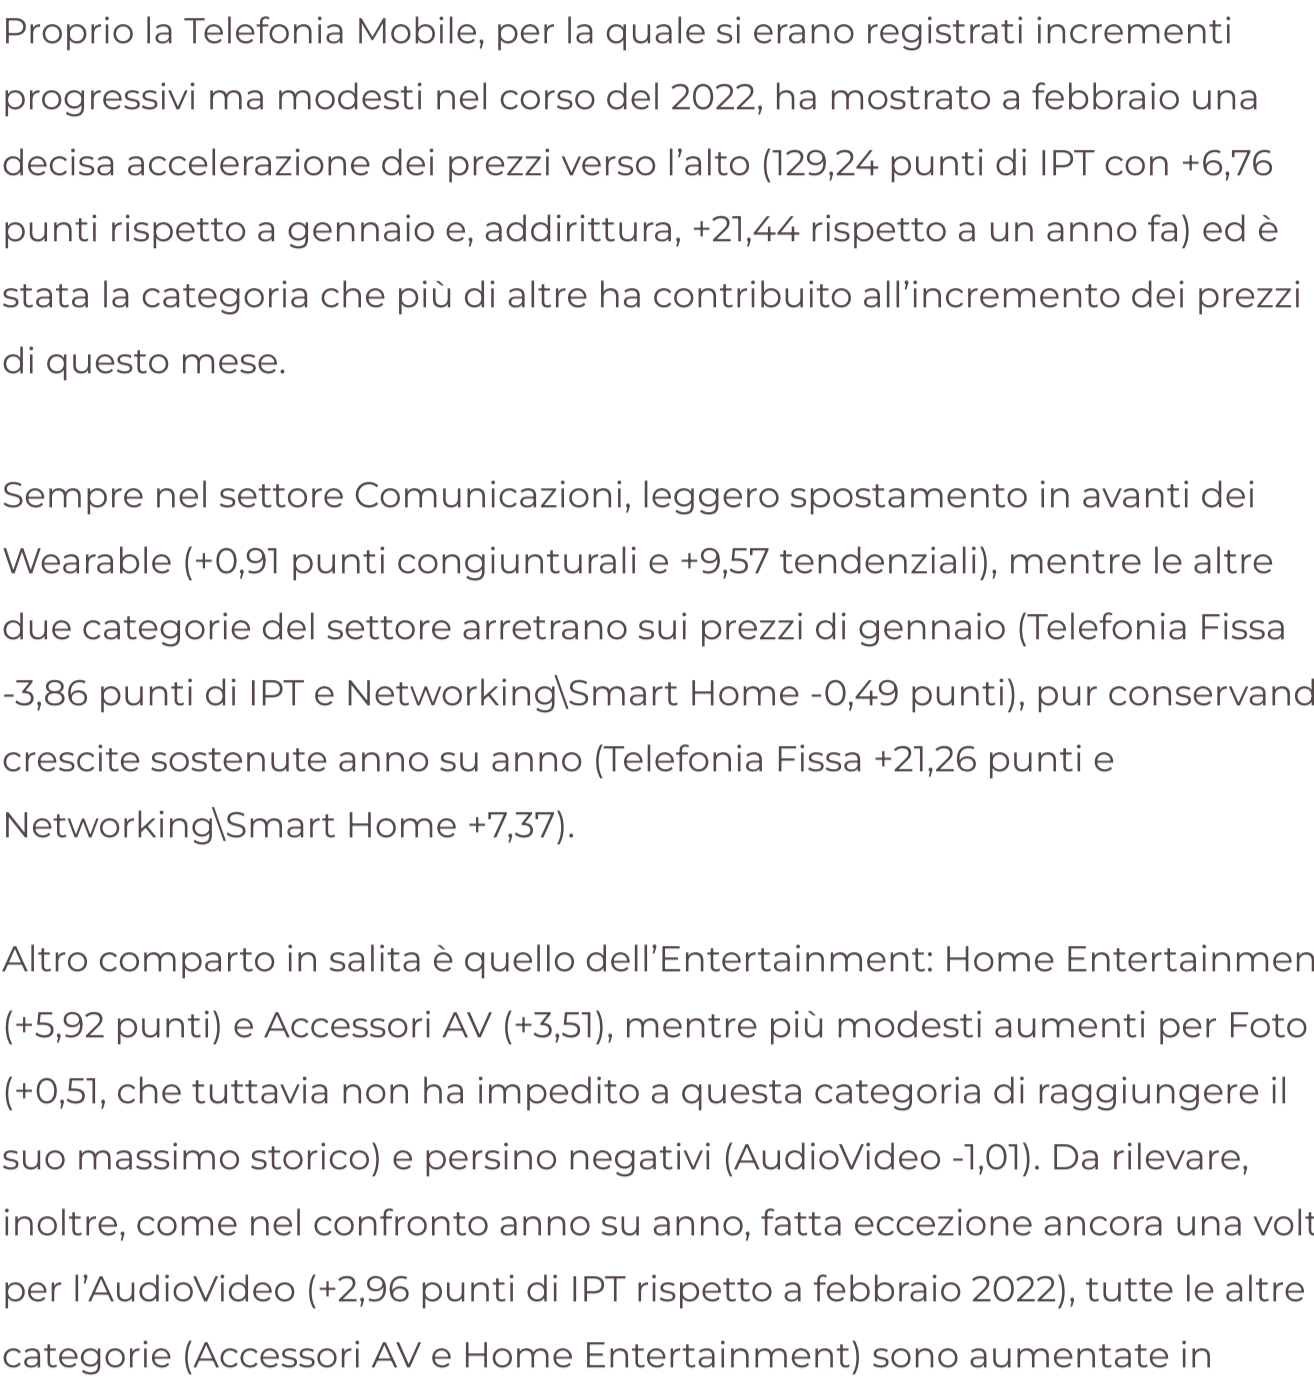 Proprio la Telefonia Mobile, per la quale si erano registrati incrementi
progressivi ma modesti nel corso del 2022, ha mostrato a febbraio una
decisa accelerazione dei prezzi verso l’alto (129,24 punti di IPT con +6,76
punti rispetto a gennaio e, addirittura, +21,44 rispetto a un anno fa) ed è
stata la categoria che più di altre ha contribuito all’incremento dei prezzi
di questo mese.
Sempre nel settore Comunicazioni, leggero spostamento in avanti dei
Wearable (+0,91 punti congiunturali e +9,57 tendenziali), mentre le altre
due categorie del settore arretrano sui prezzi di gennaio (Telefonia Fissa
-3,86 punti di IPT e Networking\Smart Home -0,49 punti), pur conservand
crescite sostenute anno su anno (Telefonia Fissa +21,26 punti e
Networking\Smart Home +7,37).
Altro comparto in salita è quello dell’Entertainment: Home Entertainmen
(+5,92 punti) e Accessori AV (+3,51), mentre più modesti aumenti per Foto
(+0,51, che tuttavia non ha impedito a questa categoria di raggiungere il
suo massimo storico) e persino negativi (AudioVideo -1,01). Da rilevare,
inoltre, come nel confronto anno su anno, fatta eccezione ancora una volt
per l’AudioVideo (+2,96 punti di IPT rispetto a febbraio 2022), tutte le altre
categorie (Accessori AV e Home Entertainment) sono aumentate in